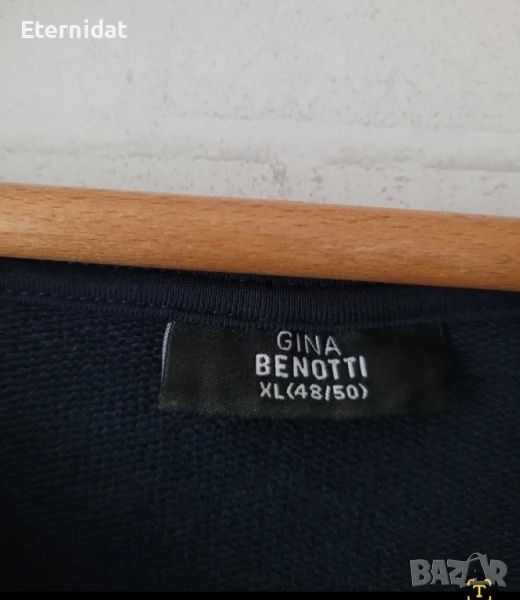 Eternidat
GINA
BENOTTI
XL(48/50)
BAZAR
T